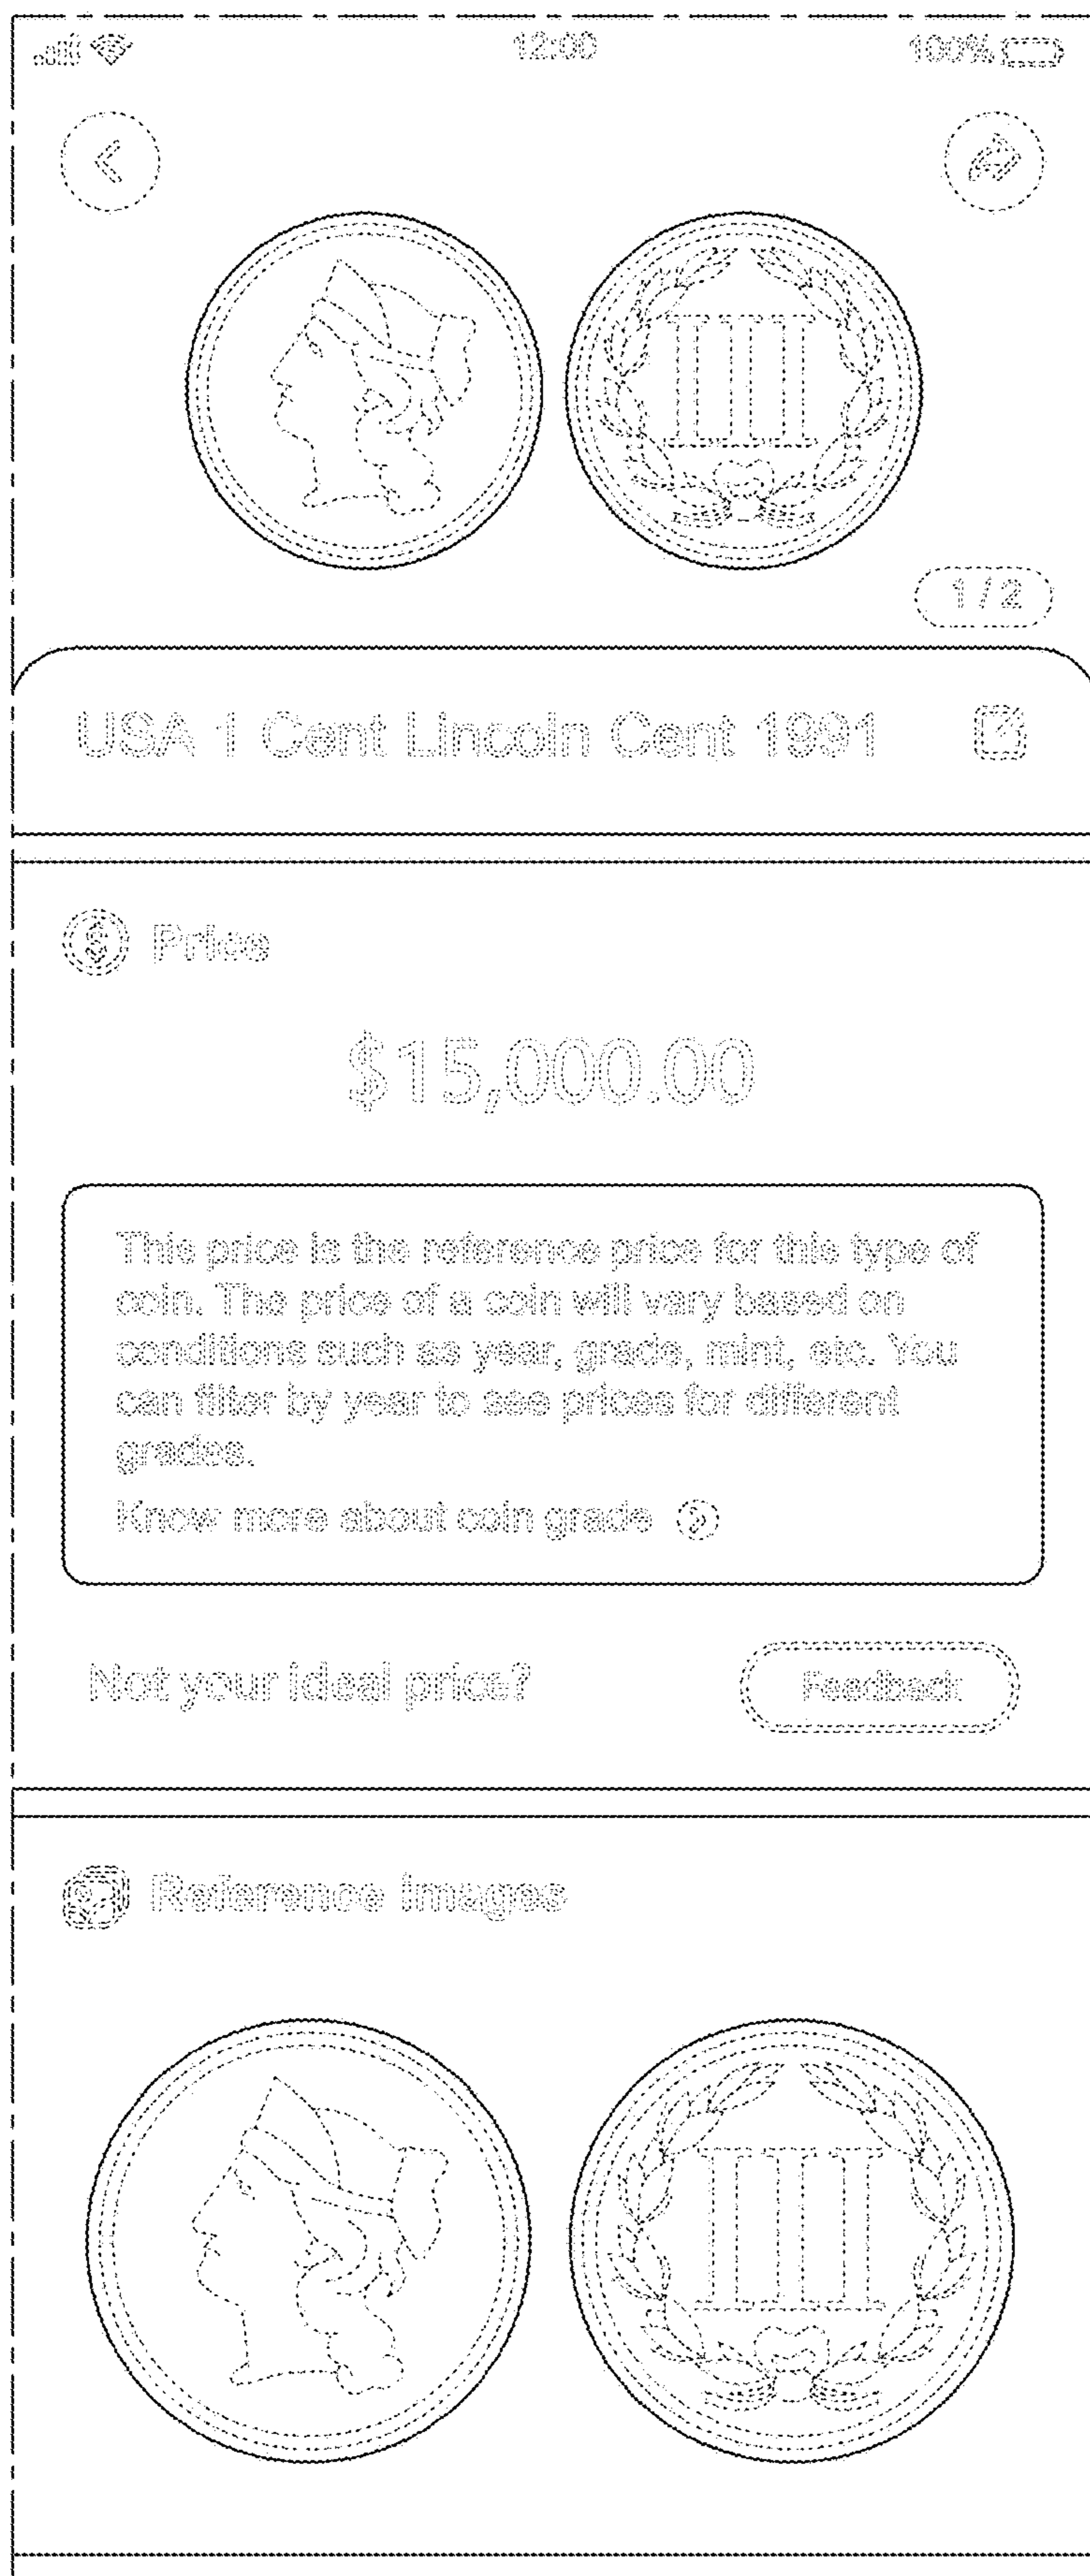 12:00
100%
1 / 2
USA 1 Cent Lincoln Cent 1991
$
Price
$15,000.00
This price is the reference price for this type of
coin. The price of a coin will vary based on
conditions such as year, grade, mint, etc. You
can filter by year to see prices for different
grades.
Know more about coin grade
Not your ideal price?
Feedback
Reference Images